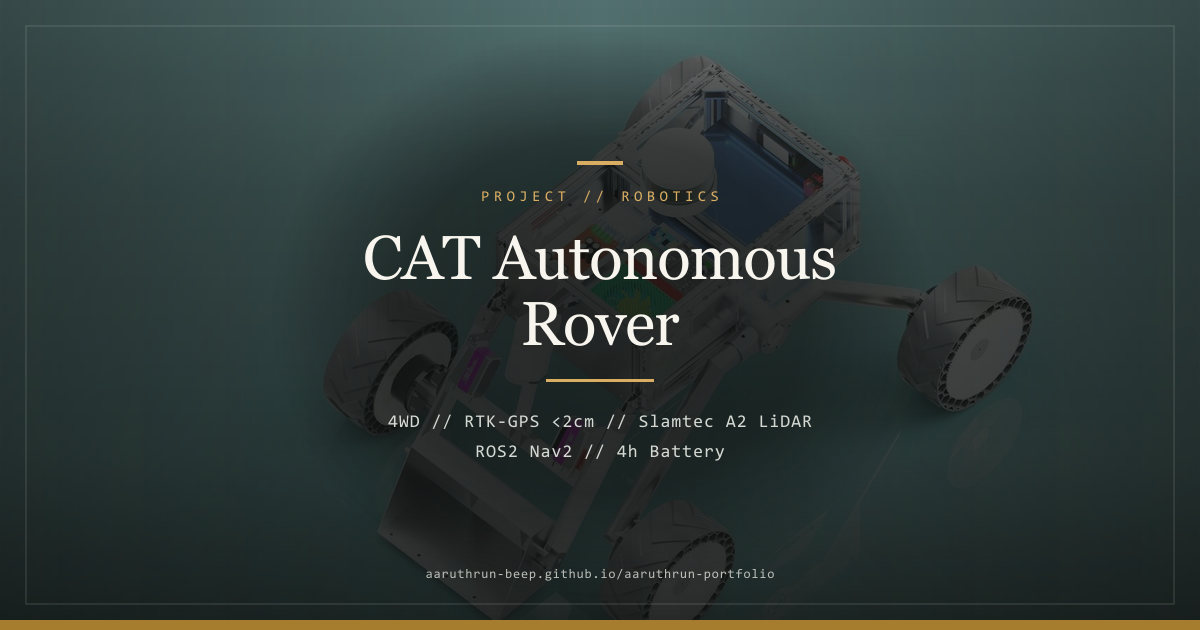 PROJECT // ROBOTICS
CAT Autonomous
Rover
4WD // RTK-GPS <2cm // Slamtec A2 LiDAR
ROS2 Nav2 // 4h Battery
aaruthrun-beep.github.io/aaruthrun-portfolio